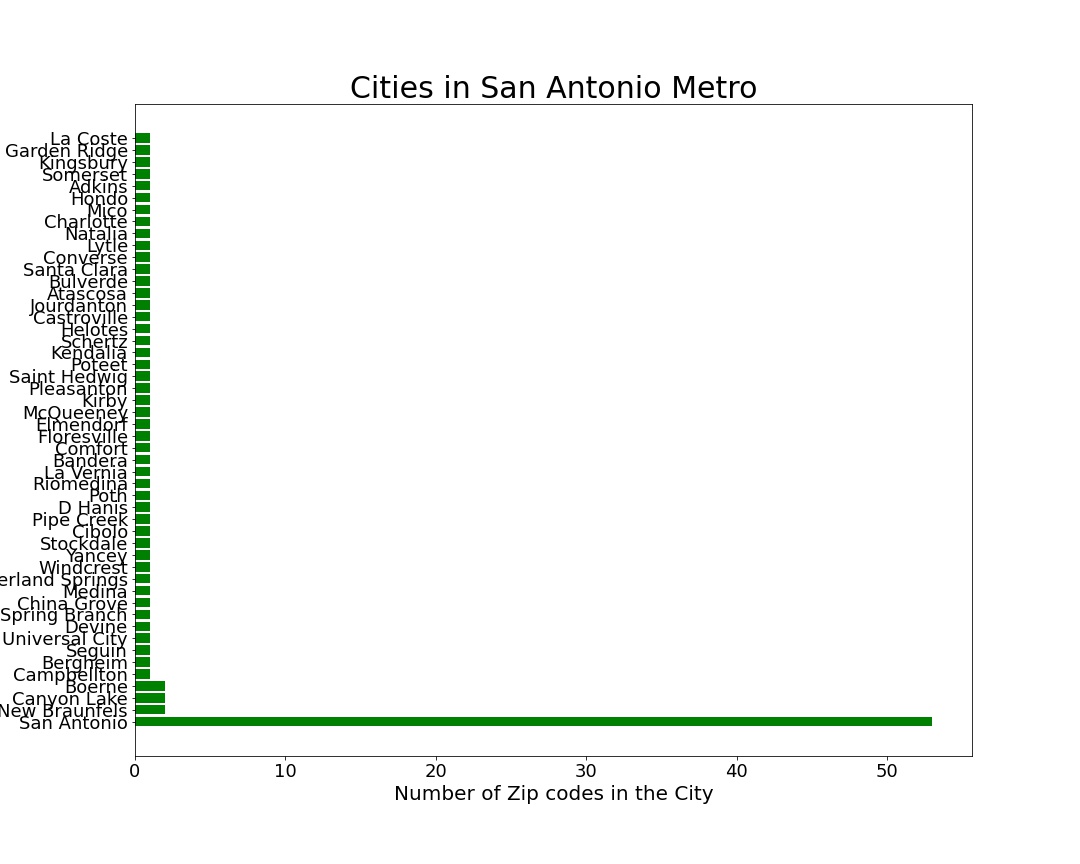 Cities in San Antonio Metro
La Coste
Garden Ridge
Kingsbury
Somerset
Adkins
Hondo
Mico
Charlotte
Natalia
Lytle
Converse
Santa Clara
Bulverde
Atascosa
Jourdanton
Castroville
Helotes
Schertz
Kendalia
Poteet
Saint Hedwig
Pleasanton
Kirby
McQueeney
Elmendorf
Floresville
Comfort
Bandera
La Vernia
Riomedina
Poth
D Hanis
Pipe Creek
Cibolo
Stockdale
Yancey
Windcrest
erland Springs
Medina
China Grove
Spring Branch
Devine
Universal City
Seguin
Bergheim
Campbellton
Boerne
Canyon Lake
New Braunfels
San Antonio
0 10 20 30 40 50
Number of Zip codes in the City